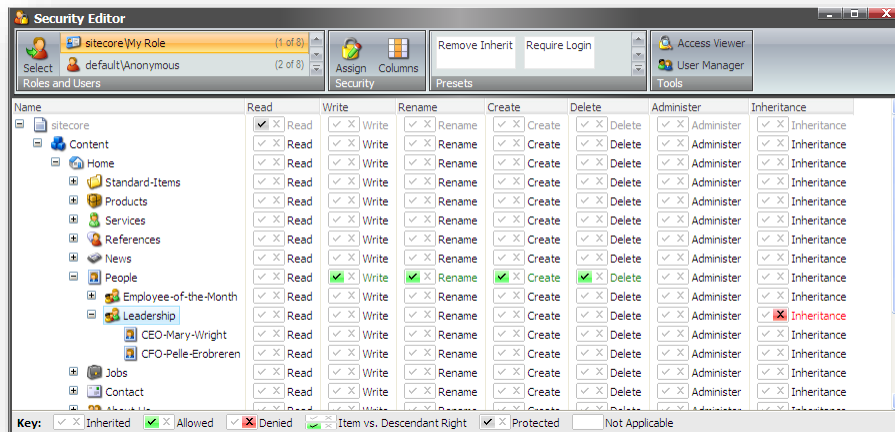 Security Editor
Select
sitecore\My Role (1 of 8)
default\Anonymous (2 of 8)
Roles and Users
Assign Columns
Security
Remove Inherit Require Login
Presets
Access Viewer
User Manager
Tools
Name Read Write Rename Create Delete Administer Inheritance
sitecore Read Write Rename Create Delete Administer Inheritance
Content Read Write Rename Create Delete Administer Inheritance
Home Read Write Rename Create Delete Administer Inheritance
Standard-Items Read Write Rename Create Delete Administer Inheritance
Products Read Write Rename Create Delete Administer Inheritance
Services Read Write Rename Create Delete Administer Inheritance
References Read Write Rename Create Delete Administer Inheritance
News Read Write Rename Create Delete Administer Inheritance
People Read Write Rename Create Delete Administer Inheritance
Employee-of-the-Month Read Write Rename Create Delete Administer Inheritance
Leadership Read Write Rename Create Delete Administer Inheritance
CEO-Mary-Wright Read Write Rename Create Delete Administer Inheritance
CFO-Pelle-Erobreren Read Write Rename Create Delete Administer Inheritance
Jobs Read Write Rename Create Delete Administer Inheritance
Contact Read Write Rename Create Delete Administer Inheritance
About Us Read Write Rename Create Delete Administer Inheritance
Key: Inherited Allowed Denied Item vs. Descendant Right Protected Not Applicable